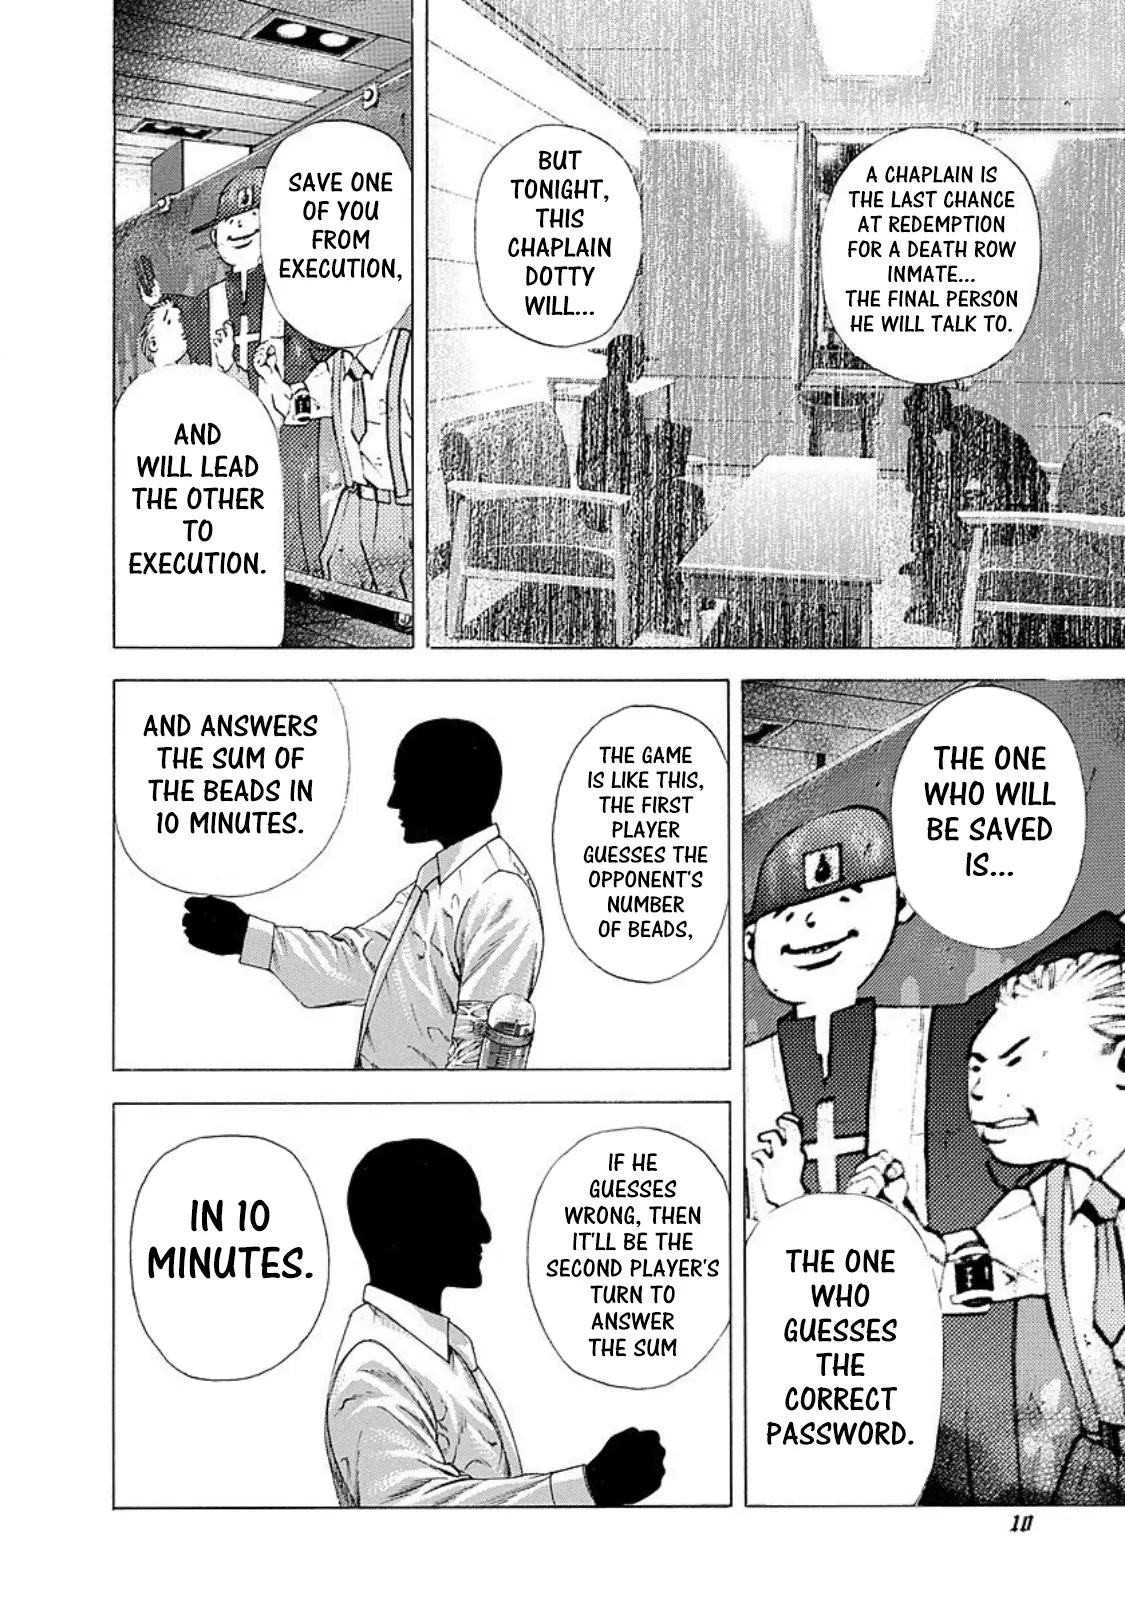 A CHAPLAIN IS
THE LAST CHANCE
AT REDEMPTION
FOR A DEATH ROW
INMATE...
THE FINAL PERSON
HE WILL TALK TO.
BUT
TONIGHT,
THIS
CHAPLAIN
DOTTY
WILL...
SAVE ONE
OF YOU
FROM
EXECUTION,
AND
WILL LEAD
THE OTHER
TO
EXECUTION.
THE ONE
WHO WILL
BE SAVED
IS...
THE ONE
WHO
GUESSES
THE
CORRECT
PASSWORD.
THE GAME
IS LIKE THIS,
THE FIRST
PLAYER
GUESSES THE
OPPONENT'S
NUMBER
OF BEADS,
AND ANSWERS
THE SUM OF
THE BEADS IN
10 MINUTES.
IF HE
GUESSES
WRONG, THEN
IT'LL BE THE
SECOND PLAYER'S
TURN TO
ANSWER
THE SUM
IN 10
MINUTES.
10